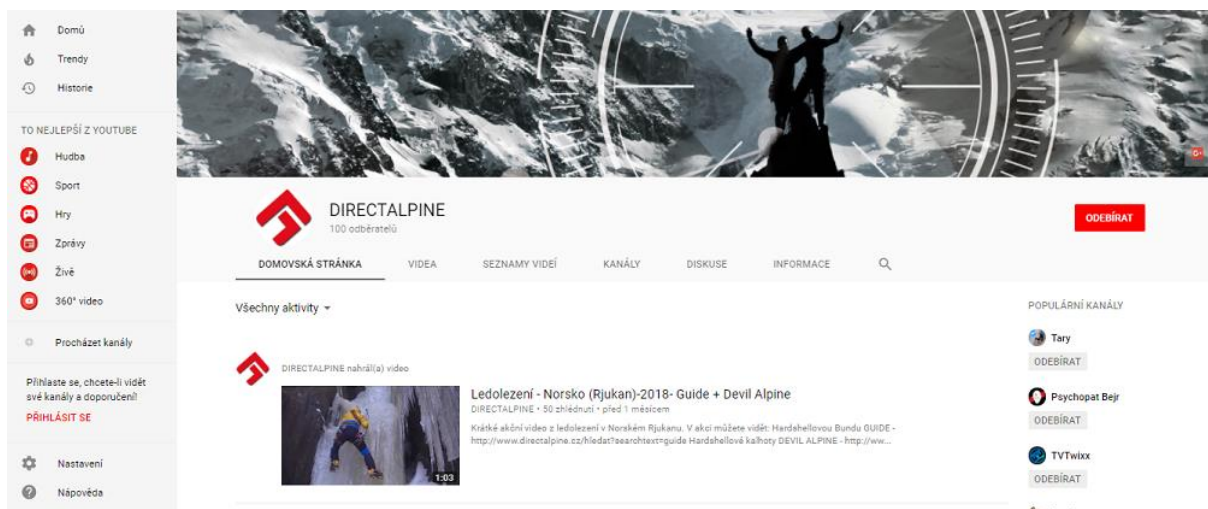 Domů
Trendy
Historie
TO NEJLEPŠÍ Z YOUTUBE
Hudba
Sport
Hry
Zprávy
Živě
360° video
Procházet kanály
Přihlaste se, chcete-li vidět
své kanály a doporučení!
PŘIHLÁSIT SE
Nastavení
Nápověda
G+
DIRECTALPINE
100 odběratelů
ODEBÍRAT
DOMOVSKÁ STRÁNKA VIDEA SEZNAMY VIDEÍ KANÁLY DISKUSE INFORMACE
Všechny aktivity
DIRECTALPINE nahrál(a) video
1:03
Ledolezení - Norsko (Rjukan)-2018- Guide + Devil Alpine
DIRECTALPINE • 50 zhlédnutí • před 1 měsícem
Krátké akční video z ledolezení v Norském Rjukanu. V akci můžete vidět: Hardshellovou Bundu GUIDE -
http://www.directalpine.cz/hledat?searchtext=guide Hardshellové kalhoty DEVIL ALPINE - http://ww...
POPULÁRNÍ KANÁLY
Tary
ODEBÍRAT
Psychopat Bejr
ODEBÍRAT
TVTwixx
ODEBÍRAT